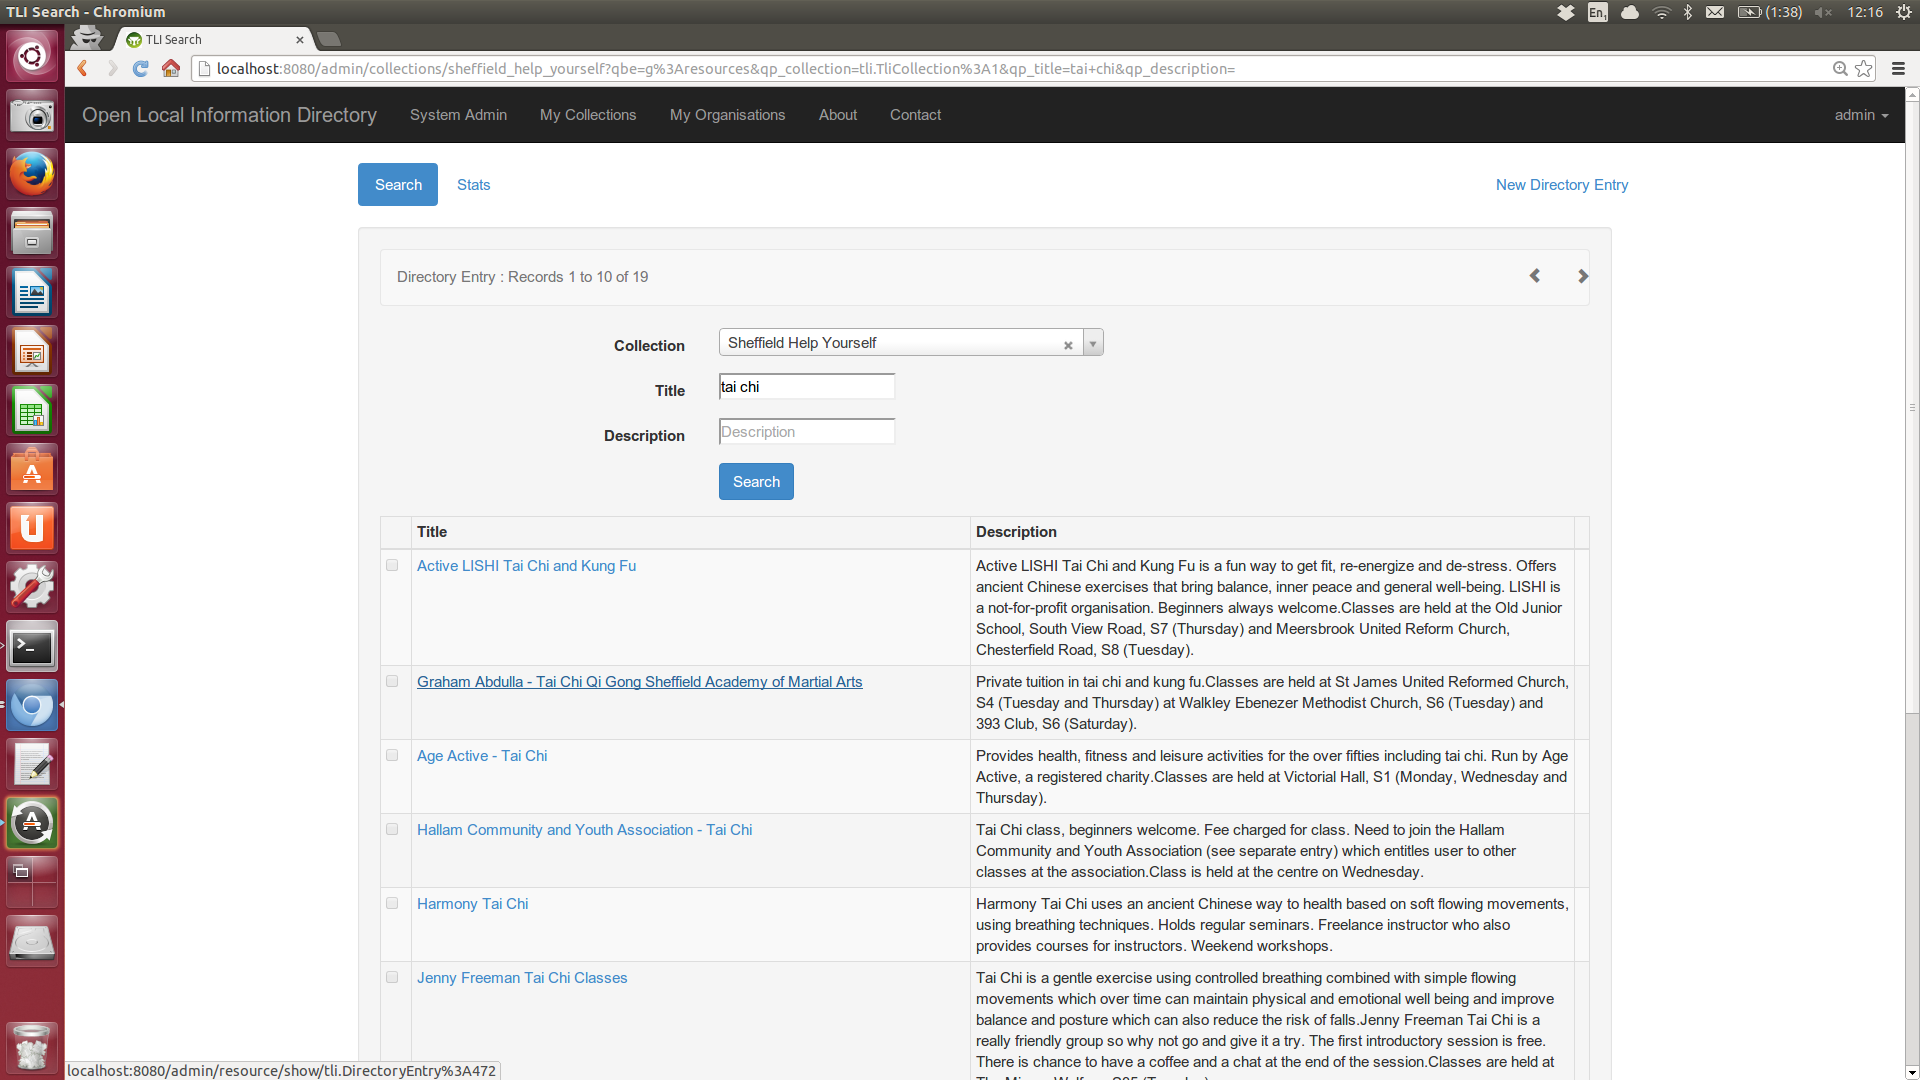 TLI Search - Chromium
En1
(1:38)
12:16
TLI Search
localhost:8080/admin/collections/sheffield_help_yourself?qbe=g%3Aresources&qp_collection=tli.TliCollection%3A1&qp_title=tai+chi&qp_description=
Open Local Information Directory System Admin My Collections My Organisations About Contact admin
Search Stats New Directory Entry
Directory Entry : Records 1 to 10 of 19
Collection Sheffield Help Yourself
Title tai chi
Description Description
Search
Title Description
Active LISHI Tai Chi and Kung Fu
Active LISHI Tai Chi and Kung Fu is a fun way to get fit, re-energize and de-stress. Offers
ancient Chinese exercises that bring balance, inner peace and general well-being. LISHI is
a not-for-profit organisation. Beginners always welcome.Classes are held at the Old Junior
School, South View Road, S7 (Thursday) and Meersbrook United Reform Church,
Chesterfield Road, S8 (Tuesday).
Graham Abdulla - Tai Chi Qi Gong Sheffield Academy of Martial Arts
Private tuition in tai chi and kung fu.Classes are held at St James United Reformed Church,
S4 (Tuesday and Thursday) at Walkley Ebenezer Methodist Church, S6 (Tuesday) and
393 Club, S6 (Saturday).
Age Active - Tai Chi
Provides health, fitness and leisure activities for the over fifties including tai chi. Run by Age
Active, a registered charity.Classes are held at Victorial Hall, S1 (Monday, Wednesday and
Thursday).
Hallam Community and Youth Association - Tai Chi
Tai Chi class, beginners welcome. Fee charged for class. Need to join the Hallam
Community and Youth Association (see separate entry) which entitles user to other
classes at the association.Class is held at the centre on Wednesday.
Harmony Tai Chi
Harmony Tai Chi uses an ancient Chinese way to health based on soft flowing movements,
using breathing techniques. Holds regular seminars. Freelance instructor who also
provides courses for instructors. Weekend workshops.
Jenny Freeman Tai Chi Classes
Tai Chi is a gentle exercise using controlled breathing combined with simple flowing
movements which over time can maintain physical and emotional well being and improve
balance and posture which can also reduce the risk of falls.Jenny Freeman Tai Chi is a
really friendly group so why not go and give it a try. The first introductory session is free.
There is chance to have a coffee and a chat at the end of the session.Classes are held at
localhost:8080/admin/resource/show/tli.DirectoryEntry%3A472